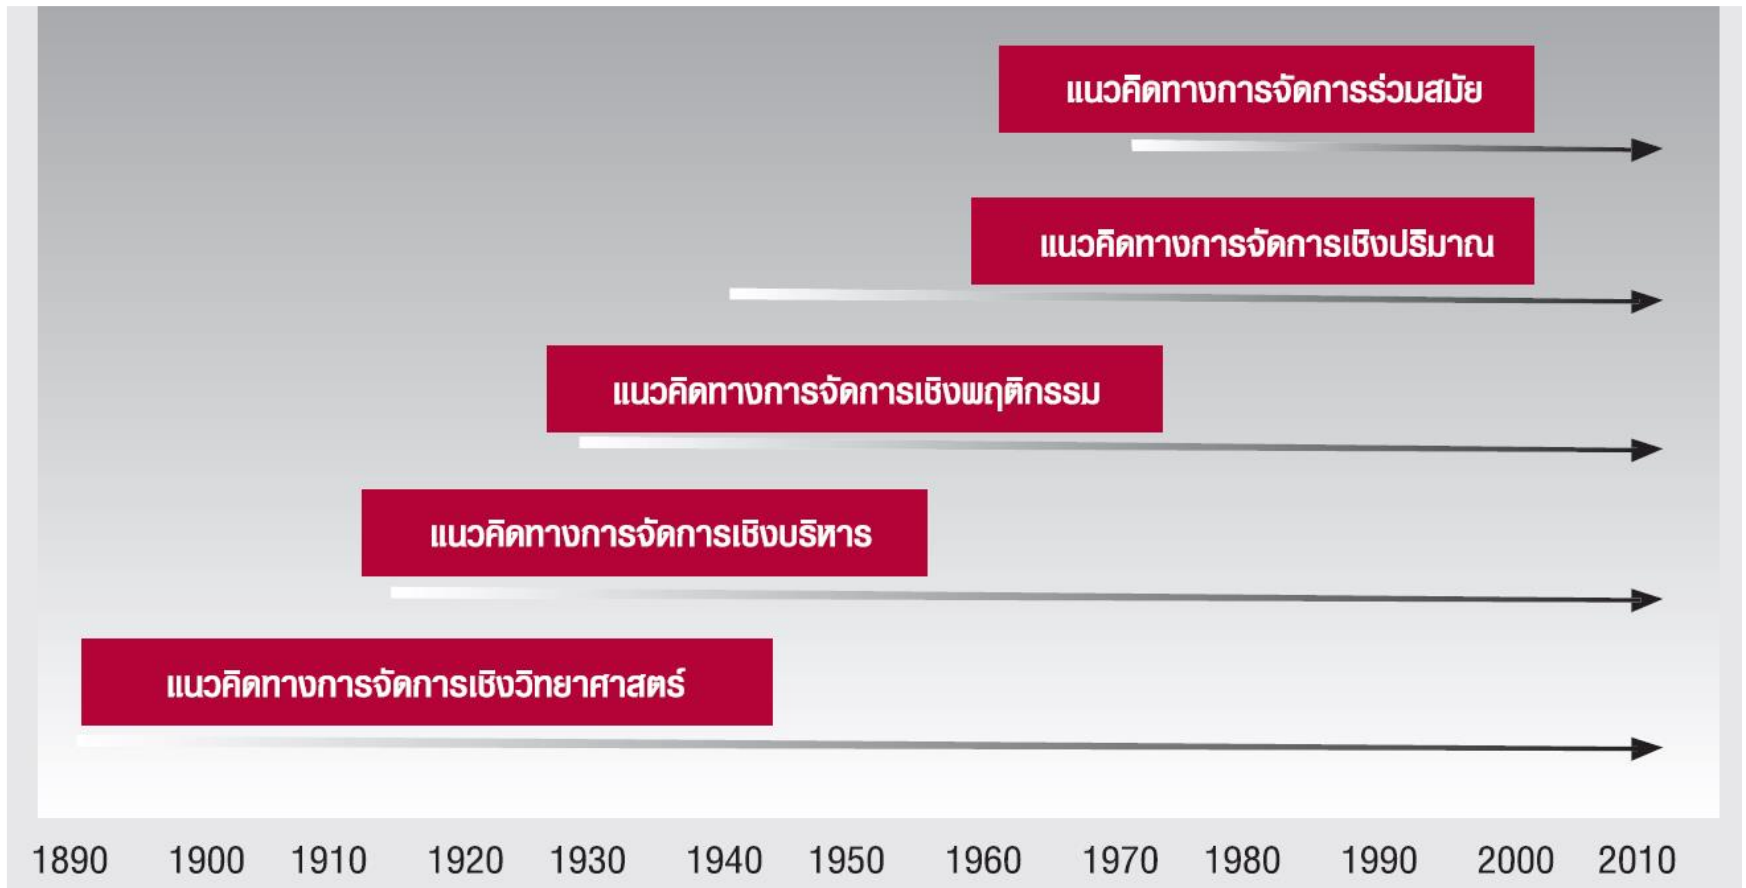 แนวคิดทางการจัดการร่วมสมัย
แนวคิดทางการจัดการเชิงปริมาณ
แนวคิดทางการจัดการเชิงพฤติกรรม
แนวคิดทางการจัดการเชิงบริหาร
แนวคิดทางการจัดการเชิงวิทยาศาสตร์
1890 1900 1910 1920 1930 1940 1950 1960 1970 1980 1990 2000 2010